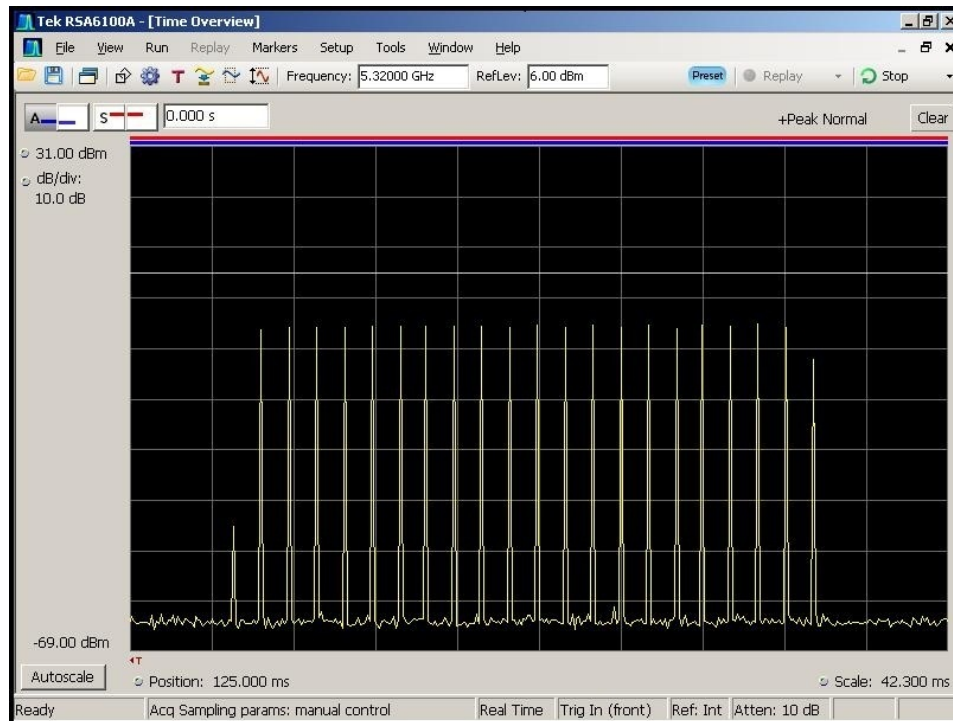 Tek RSA6100A - [Time Overview]
File View Run Replay Markers Setup Tools Window Help
T Frequency: 5.32000 GHz RefLev: 6.00 dBm Preset Replay Stop
A S 0.000 s +Peak Normal Clear
31.00 dBm
dB/div:
10.0 dB
-69.00 dBm
T
Autoscale Position: 125.000 ms Scale: 42.300 ms
Ready Acq Sampling params: manual control Real Time Trig In (front) Ref: Int Atten: 10 dB